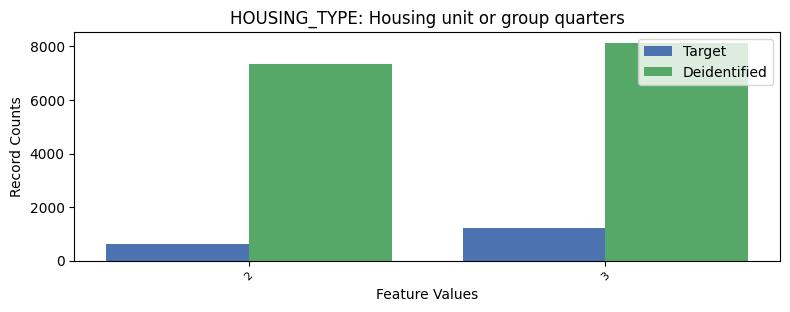 HOUSING_TYPE: Housing unit or group quarters
Target
Deidentified
Record Counts
8000
6000
4000
2000
0
2
3
Feature Values